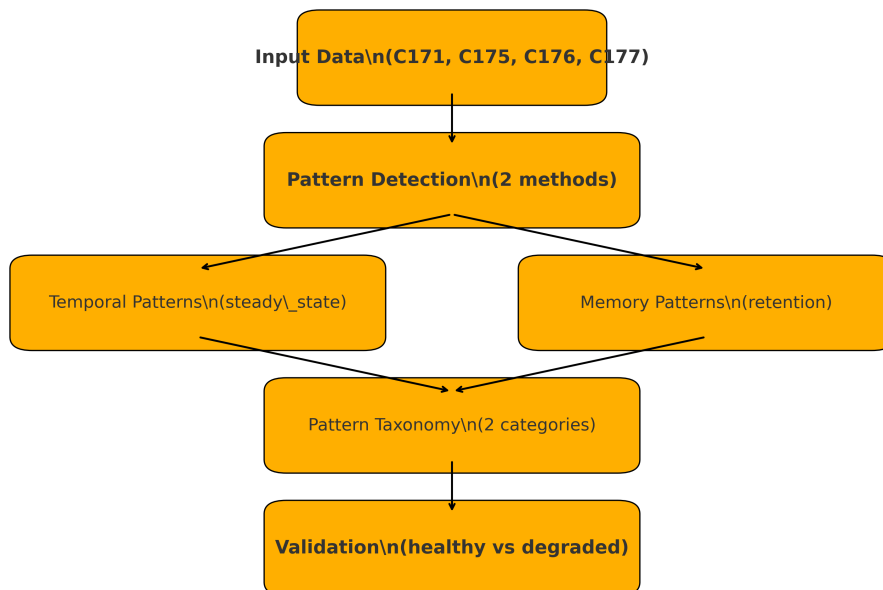 Input Data\n(C171, C175, C176, C177)
Pattern Detection\n(2 methods)
Temporal Patterns\n(steady\_state)
Memory Patterns\n(retention)
Pattern Taxonomy\n(2 categories)
Validation\n(healthy vs degraded)